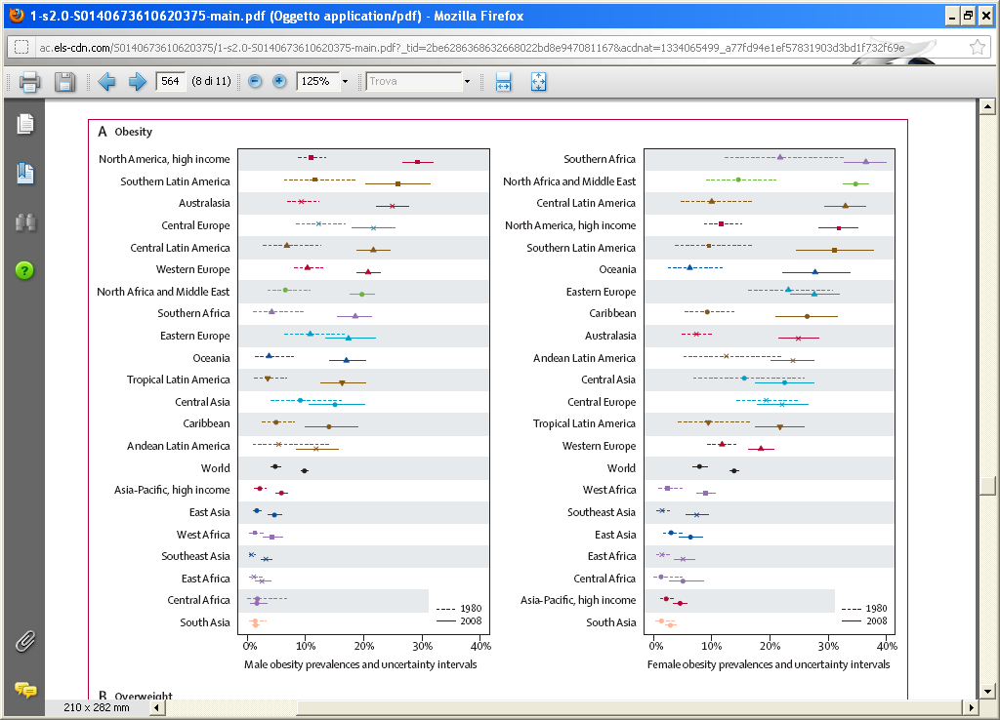 1-s2.0-S0140673610620375-main.pdf (Oggetto application/pdf) - Mozilla Firefox
ac.els-cdn.com/S0140673610620375/1-s2.0-S0140673610620375-main.pdf?_tid=2be6286368632668022bd8e947081167&acdnat=1334065499_a77fd94e1ef57831903d3bd1f732f69e
564 (8 di 11) 125% Trova
A Obesity
North America, high income
Southern Latin America
Australasia
Central Europe
Central Latin America
Western Europe
North Africa and Middle East
Southern Africa
Eastern Europe
Oceania
Tropical Latin America
Central Asia
Caribbean
Andean Latin America
World
Asia-Pacific, high income
East Asia
West Africa
Southeast Asia
East Africa
Central Africa
South Asia
1980
2008
0% 10% 20% 30% 40%
Male obesity prevalences and uncertainty intervals
Southern Africa
North Africa and Middle East
Central Latin America
North America, high income
Southern Latin America
Oceania
Eastern Europe
Caribbean
Australasia
Andean Latin America
Central Asia
Central Europe
Tropical Latin America
Western Europe
World
West Africa
Southeast Asia
East Asia
East Africa
Central Africa
Asia-Pacific, high income
South Asia
1980
2008
0% 10% 20% 30% 40%
Female obesity prevalences and uncertainty intervals
B Overweight
210 x 282 mm